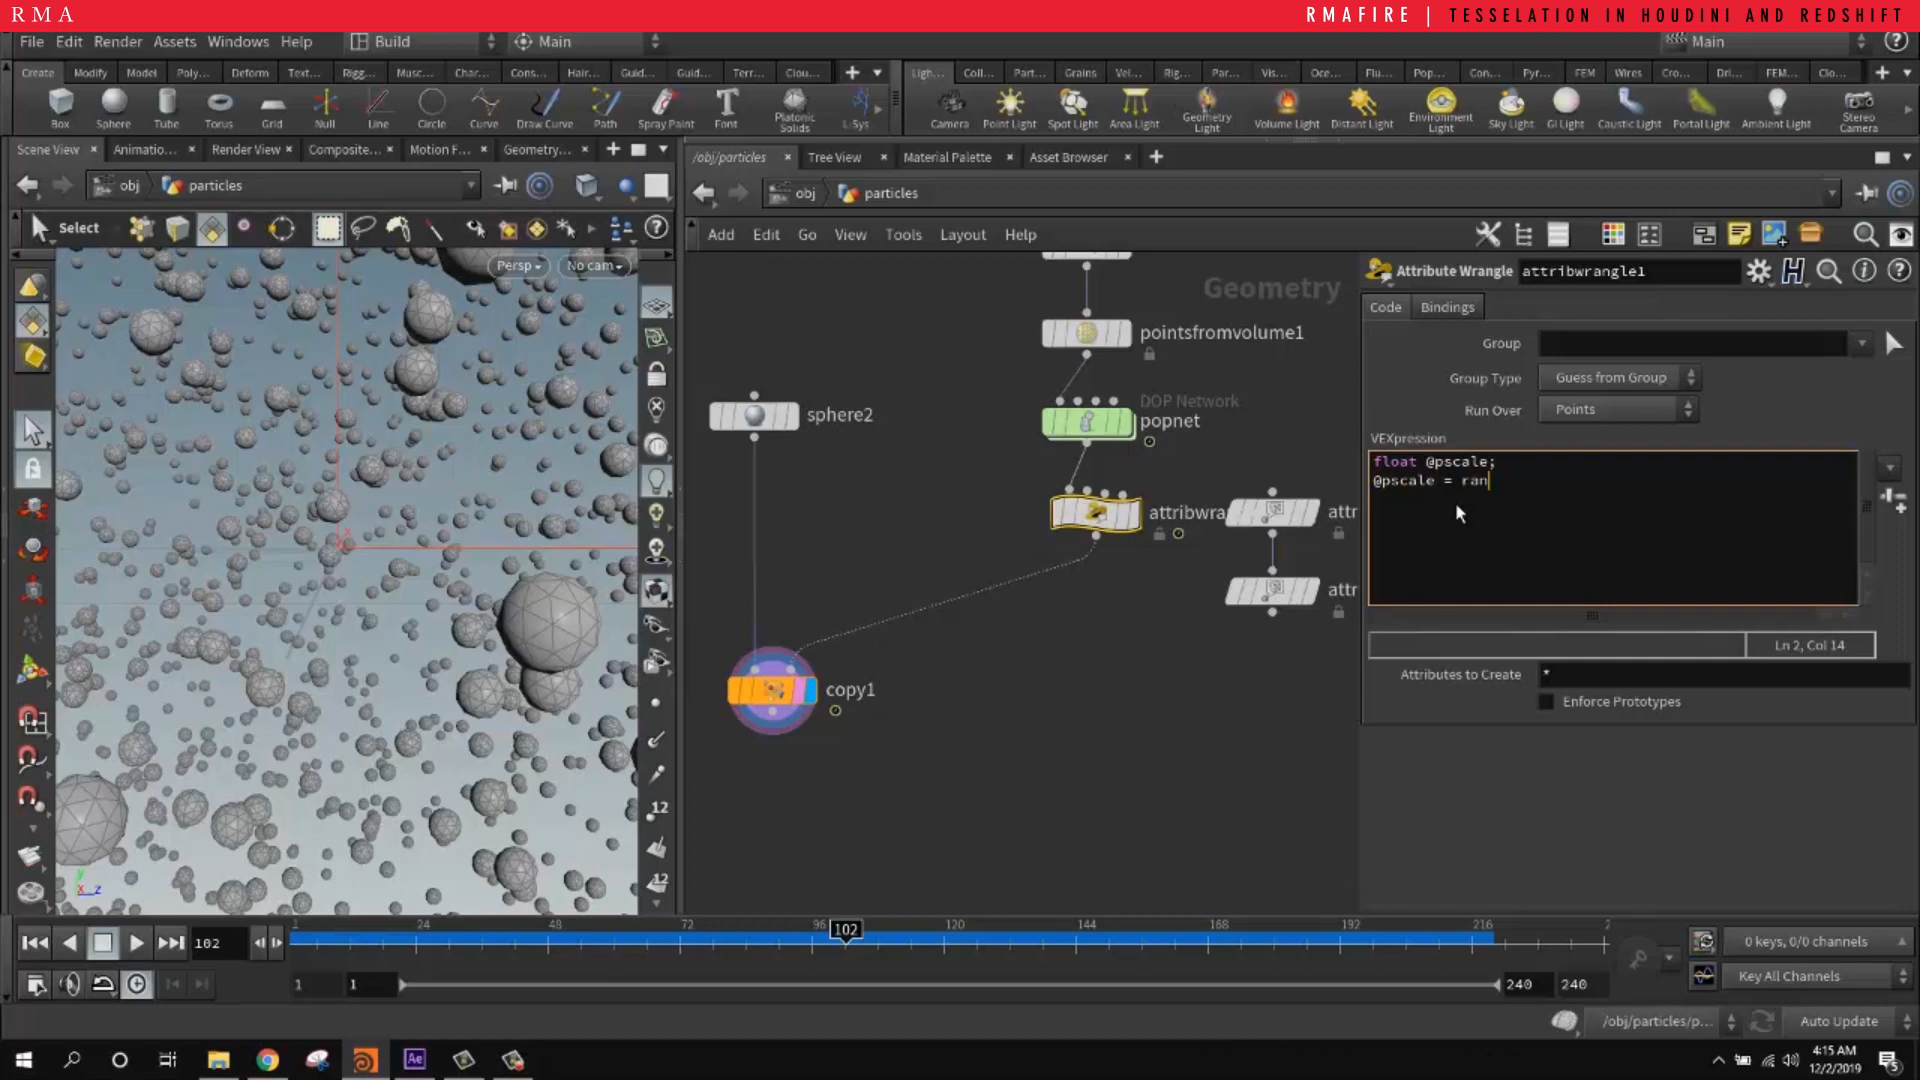 RMA
RMAFIRE | TESSELATION IN HOUDINI AND REDSHIFT
File Edit Render Assets Windows Help
Build
Main
Main
Create Modify Model Poly... Deform Text... Rigg... Musc... Char... Cons... Hair... Guid... Guid... Terr... Clou...
Ligh... Coll... Part... Grains Vel... Rig... Par... Vis... Oce... Flu... Pop... Con... Pyr... FEM Wires Cro... Dri... FEM... Clo...
Box Sphere Tube Torus Grid Null Line Circle Curve Draw Curve Path Spray Paint Font Platonic Solids L-Sys
Camera Point Light Spot Light Area Light Geometry Light Volume Light Distant Light Environment Light Sky Light GI Light Caustic Light Portal Light Ambient Light Stereo Camera
Scene View Animatio... Render View Composite... Motion F... Geometry...
/obj/particles Tree View Material Palette Asset Browser
obj particles
obj particles
Select
Add Edit Go View Tools Layout Help
Persp No cam
Geometry
Attribute Wrangle attribwrangle1
Code Bindings
Group
Group Type Guess from Group
Run Over Points
VEXpression
float @pscale;
@pscale = ran
Ln 2, Col 14
Attributes to Create *
Enforce Prototypes
pointsfromvolume1
DOP Network
popnet
sphere2
attribwra
attr
attr
copy1
12
12
y
x z
1 24 48 72 96 102 120 144 168 192 216 2
102
0 keys, 0/0 channels
1 1 240 240
Key All Channels
/obj/particles/p... Auto Update
Ae
4:15 AM
12/2/2019
5